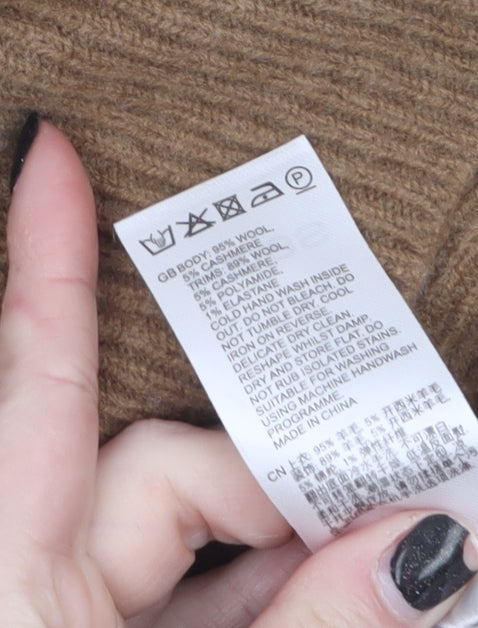 GB BODY: 95% WOOL,
5% CASHMERE
TRIMS: 89% WOOL,
5% CASHMERE,
5% POLYAMIDE,
1% ELASTANE.
COLD HAND WASH INSIDE
OUT. DO NOT BLEACH. DO
NOT TUMBLE DRY. COOL
IRON ON REVERSE.
DELICATE DRY CLEAN.
RESHAPE WHILST DAMP.
DRY AND STORE FLAT. DO
NOT RUB ISOLATED STAINS.
SUITABLE FOR WASHING
USING MACHINE HANDWASH
PROGRAMME.
MADE IN CHINA
CN 上衣: 95% 羊毛, 5% 开西米羊毛